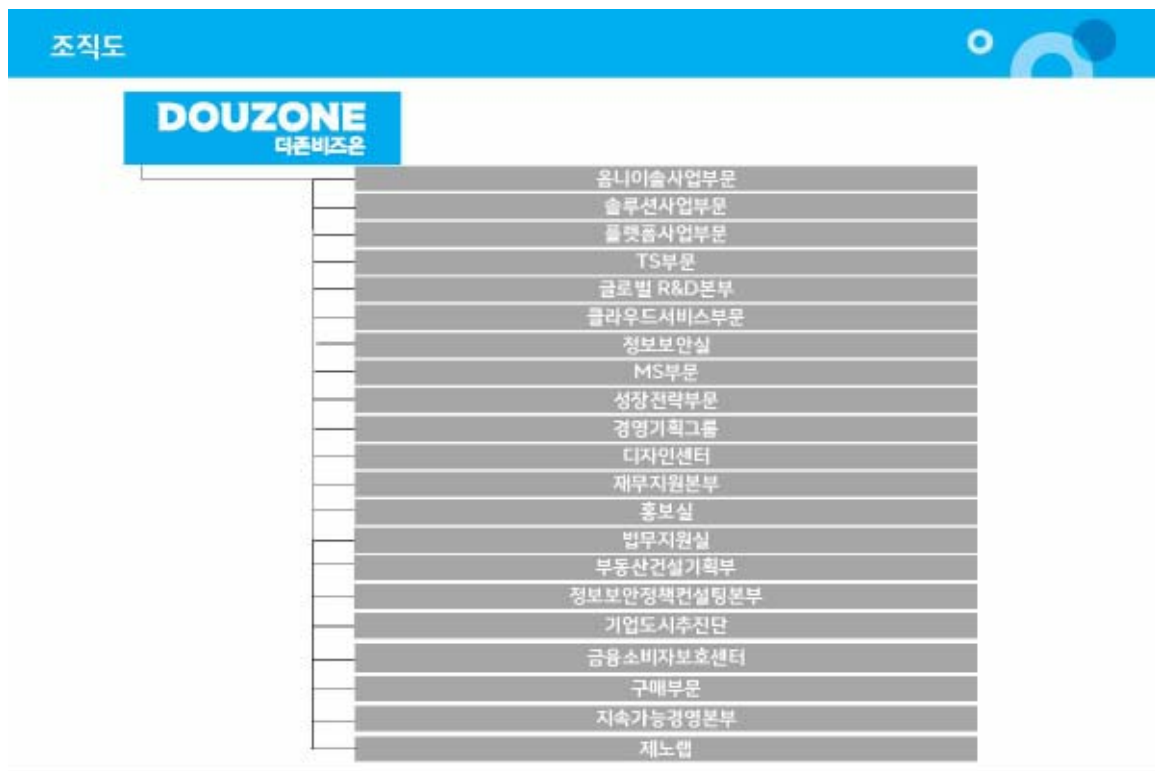 조직도
DOUZONE
더존비즈온
옴니이솔사업부문
솔루션사업부문
플랫폼사업부문
TS부문
글로벌 R&D본부
클라우드서비스부문
정보보안실
MS부문
성장전략부문
경영기획그룹
디자인센터
재무지원본부
홍보실
법무지원실
부동산건설기획부
정보보안정책컨설팅본부
기업도시추진단
금융소비자보호센터
구매부문
지속가능경영본부
제노랩